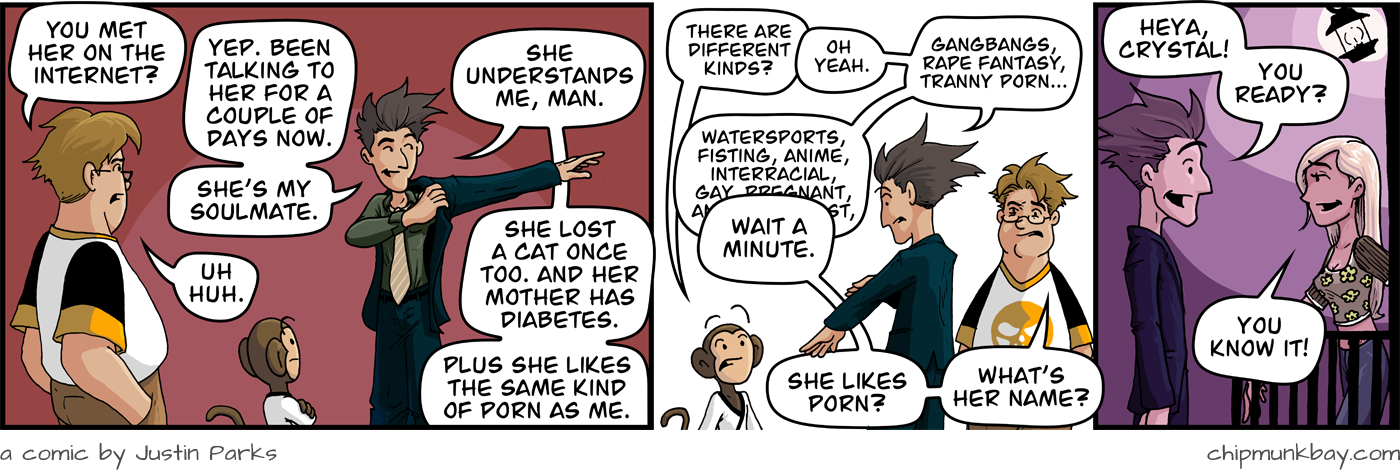 YOU MET
HER ON THE
INTERNET?
YEP. BEEN
TALKING TO
HER FOR A
COUPLE OF
DAYS NOW.
SHE'S MY
SOULMATE.
UH
HUH.
SHE
UNDERSTANDS
ME, MAN.
SHE LOST
A CAT ONCE
TOO. AND HER
MOTHER HAS
DIABETES.
PLUS SHE LIKES
THE SAME KIND
OF PORN AS ME.
THERE ARE
DIFFERENT
KINDS?
OH
YEAH.
GANGBANGS,
RAPE FANTASY,
TRANNY PORN...
WATERSPORTS,
FISTING, ANIME,
INTERRACIAL,
GAY, PREGNANT,
WAIT A
MINUTE.
SHE LIKES
PORN?
WHAT'S
HER NAME?
HEYA,
CRYSTAL!
YOU
READY?
YOU
KNOW IT!
a comic by Justin Parks
chipmunkbay.com